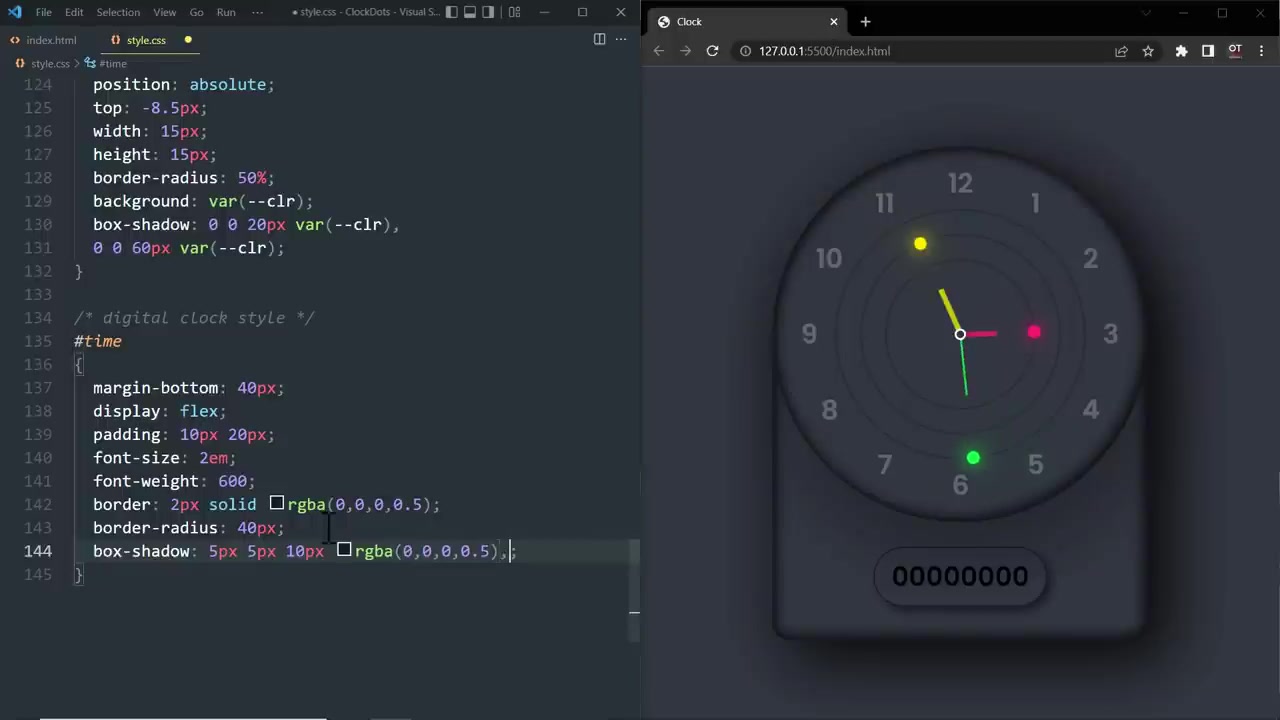 File Edit Selection View Go Run ··· ● style.css - ClockDots - Visual S...
index.html style.css ●
style.css > #time
124 position: absolute;
125 top: -8.5px;
126 width: 15px;
127 height: 15px;
128 border-radius: 50%;
129 background: var(--clr);
130 box-shadow: 0 0 20px var(--clr),
131 0 0 60px var(--clr);
132 }
133
134 /* digital clock style */
135 #time
136 {
137 margin-bottom: 40px;
138 display: flex;
139 padding: 10px 20px;
140 font-size: 2em;
141 font-weight: 600;
142 border: 2px solid rgba(0,0,0,0.5);
143 border-radius: 40px;
144 box-shadow: 5px 5px 10px rgba(0,0,0,0.5),;
145 }
Clock
127.0.0.1:5500/index.html
OT
12
11 1
10 2
9 3
8 4
7 5
6
00000000